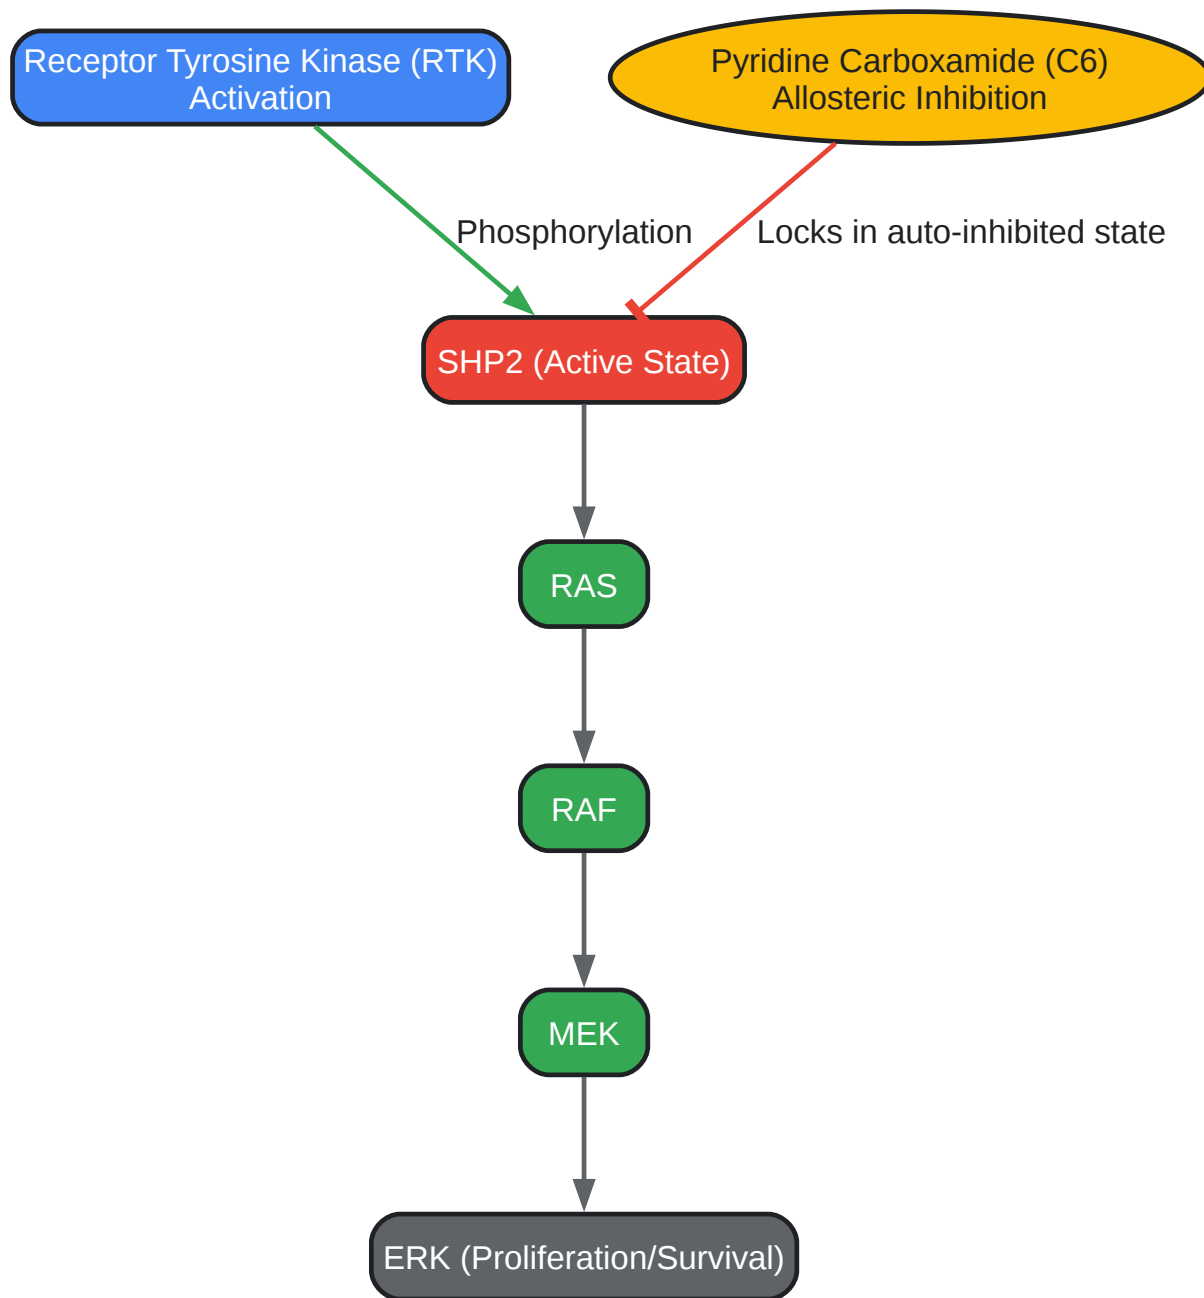 Receptor Tyrosine Kinase (RTK)
Activation
Pyridine Carboxamide (C6)
Allosteric Inhibition
Phosphorylation
Locks in auto-inhibited state
SHP2 (Active State)
RAS
RAF
MEK
ERK (Proliferation/Survival)